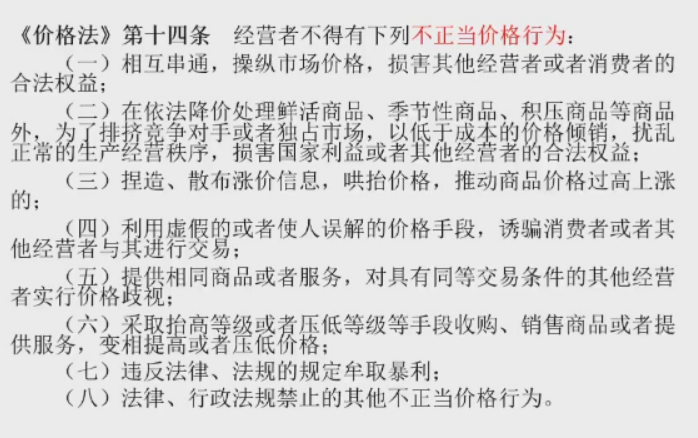 《价格法》第十四条 经营者不得有下列不正当价格行为：
（一）相互串通，操纵市场价格，损害其他经营者或者消费者的
合法权益；
（二）在依法降价处理鲜活商品、季节性商品、积压商品等商品
外，为了排挤竞争对手或者独占市场，以低于成本的价格倾销，扰乱
正常的生产经营秩序，损害国家利益或者其他经营者的合法权益；
（三）捏造、散布涨价信息，哄抬价格，推动商品价格过高上涨
的；
（四）利用虚假的或者使人误解的价格手段，诱骗消费者或者其
他经营者与其进行交易；
（五）提供相同商品或者服务，对具有同等交易条件的其他经营
者实行价格歧视；
（六）采取抬高等级或者压低等级等手段收购、销售商品或者提
供服务，变相提高或者压低价格；
（七）违反法律、法规的规定牟取暴利；
（八）法律、行政法规禁止的其他不正当价格行为。